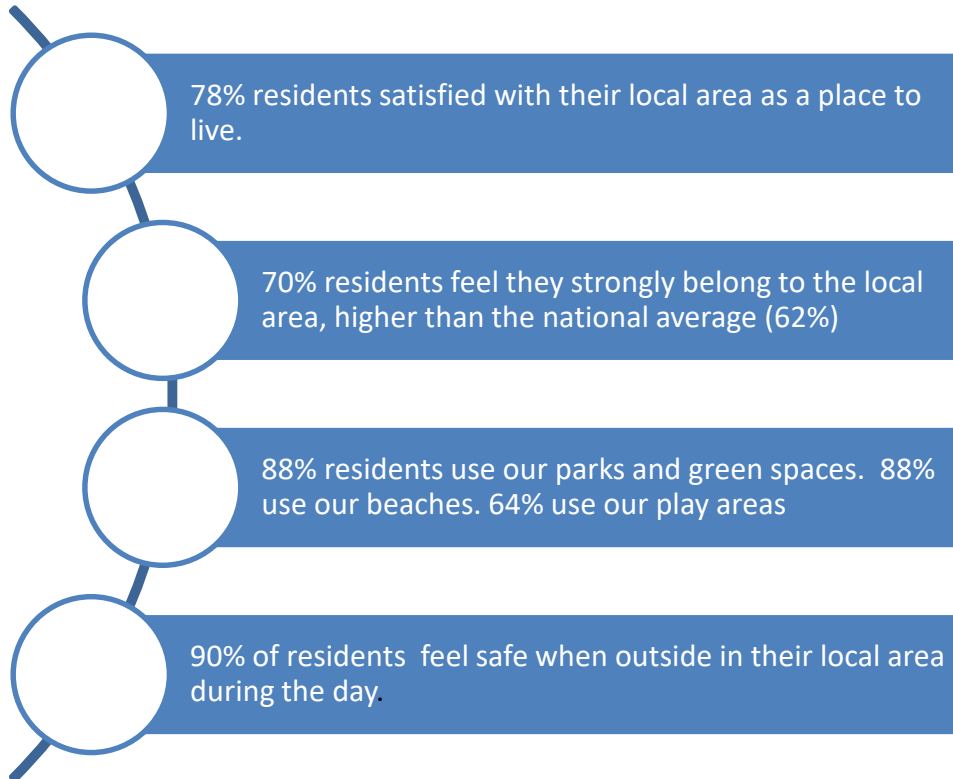 78% residents satisfied with their local area as a place to
live.
70% residents feel they strongly belong to the local
area, higher than the national average (62%)
88% residents use our parks and green spaces.  88%
use our beaches. 64% use our play areas
90% of residents  feel safe when outside in their local area
during the day.